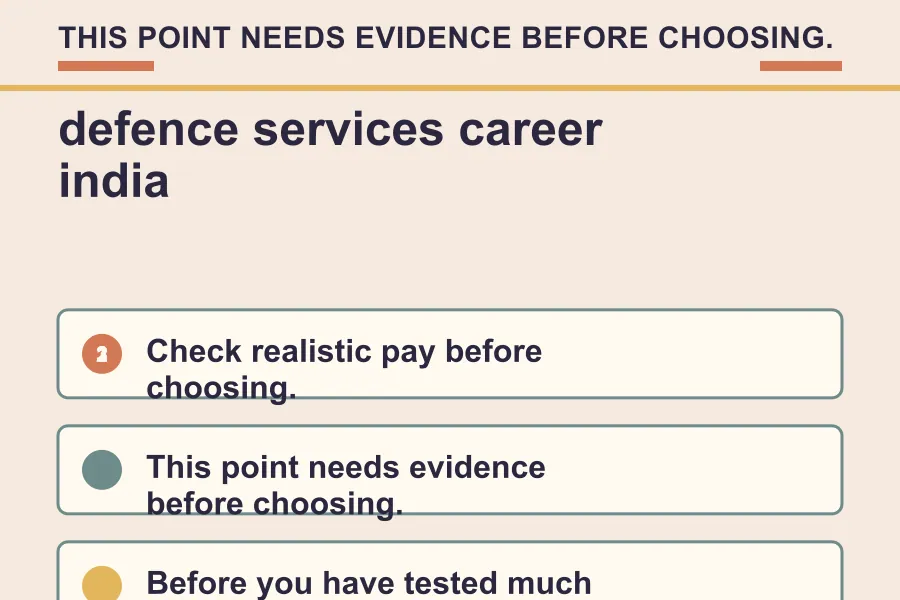 THIS POINT NEEDS EVIDENCE BEFORE CHOOSING.
defence services career
india
Check realistic pay before
choosing.
This point needs evidence
before choosing.
Before you have tested much